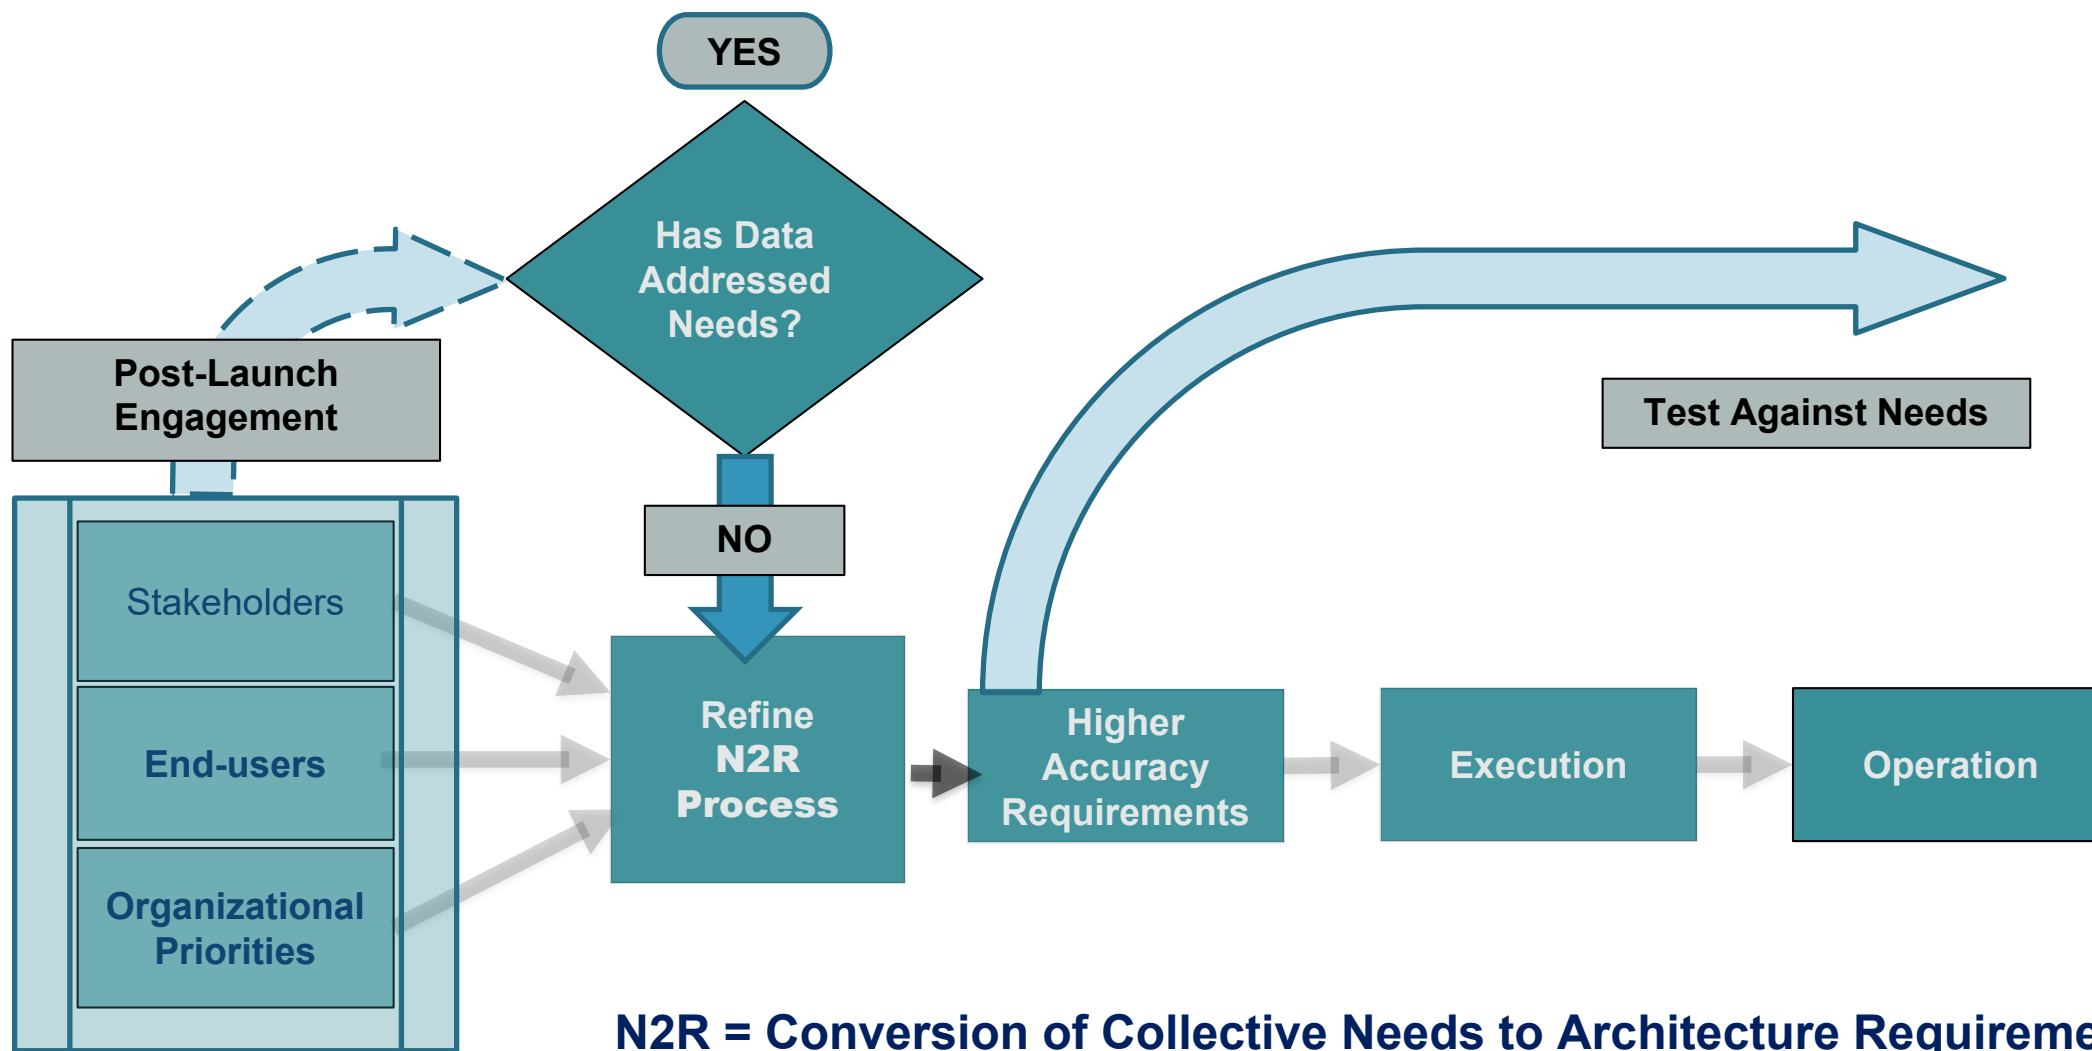 YES
Has Data
Addressed
Needs?
Post-Launch
Engagement
Test Against Needs
NO
Stakeholders
End-users
Organizational
Priorities
Refine
N2R
Process
Higher
Accuracy
Requirements
Execution
Operation
N2R = Conversion of Collective Needs to Architecture